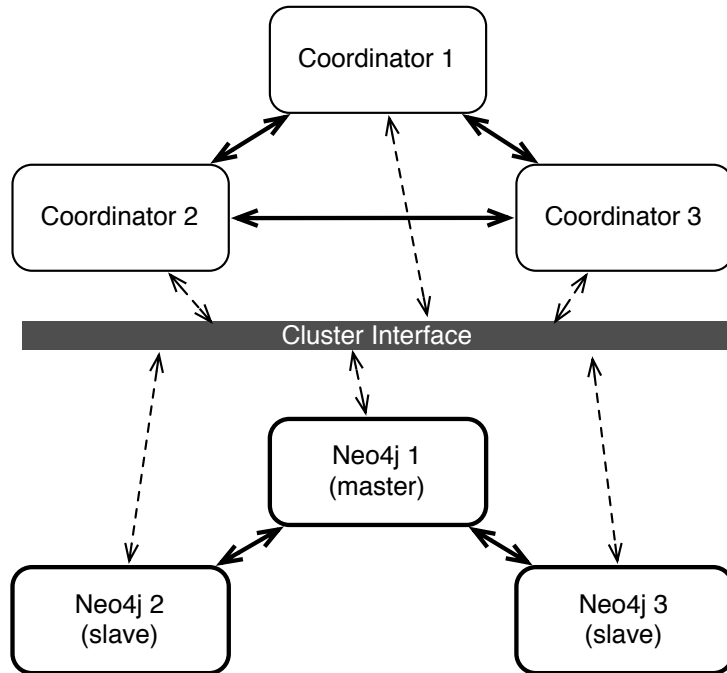 Coordinator 1
Coordinator 2
Coordinator 3
Cluster Interface
Neo4j 1
(master)
Neo4j 2
(slave)
Neo4j 3
(slave)